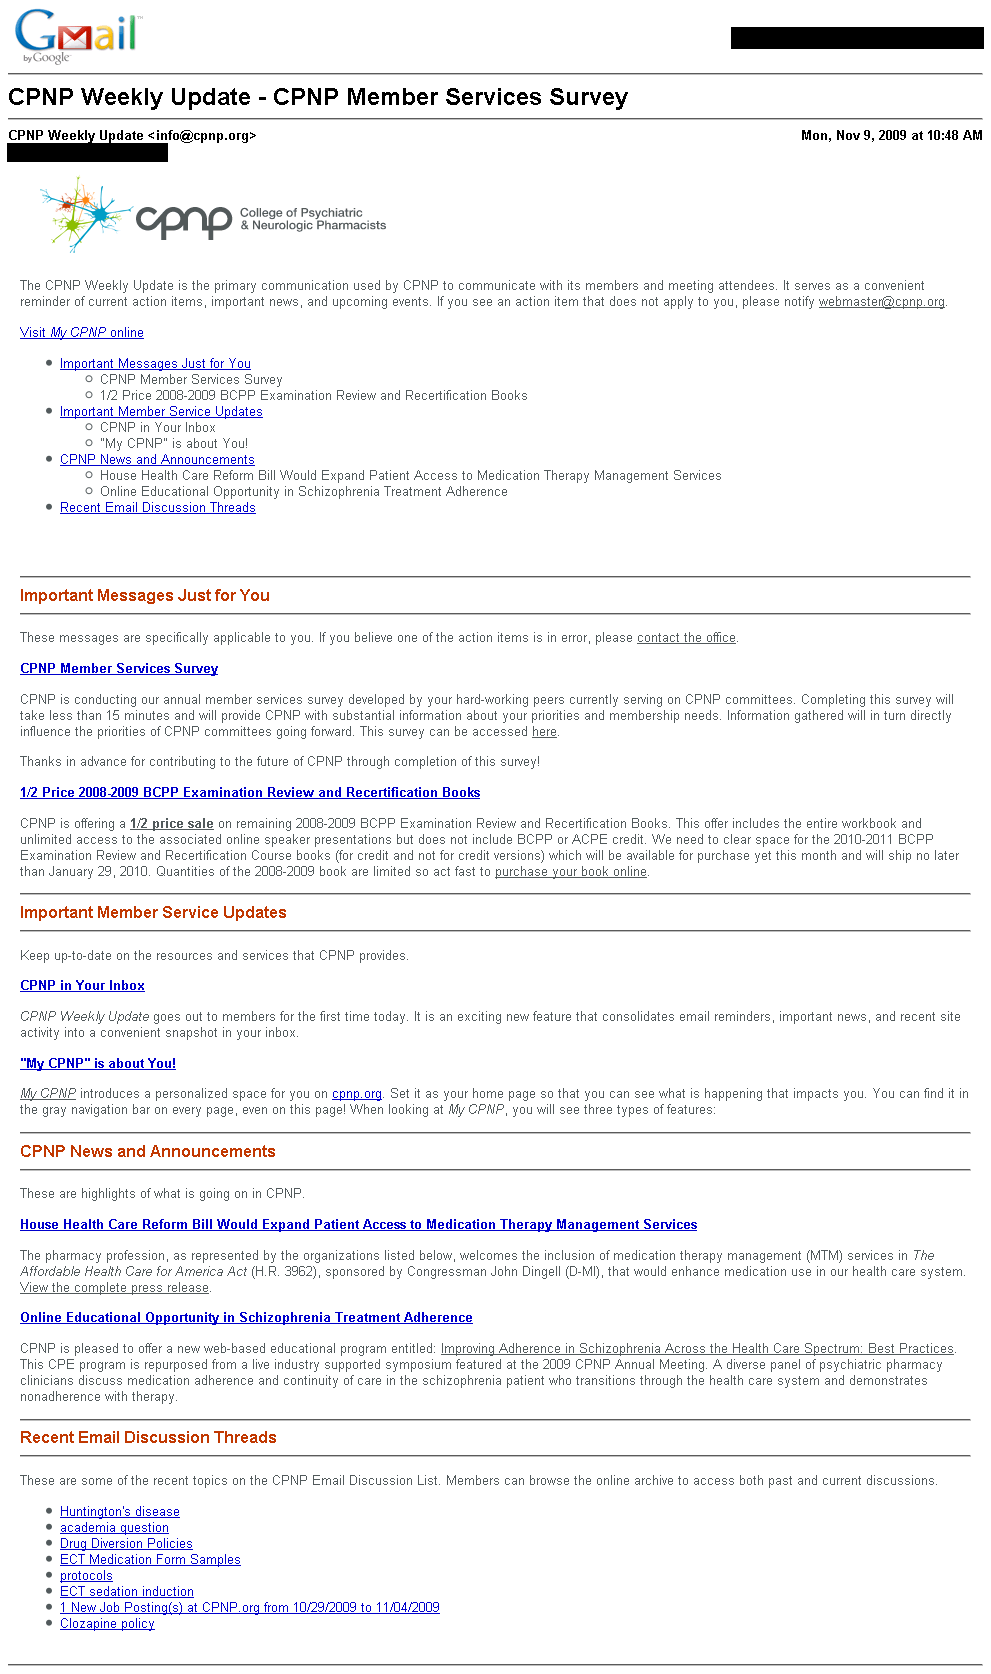 Gmail
by Google
CPNP Weekly Update - CPNP Member Services Survey
CPNP Weekly Update <info@cpnp.org>
Mon, Nov 9, 2009 at 10:48 AM
cpnp
College of Psychiatric
& Neurologic Pharmacists
The CPNP Weekly Update is the primary communication used by CPNP to communicate with its members and meeting attendees. It serves as a convenient
reminder of current action items, important news, and upcoming events. If you see an action item that does not apply to you, please notify webmaster@cpnp.org.
Visit My CPNP online
Important Messages Just for You
CPNP Member Services Survey
1/2 Price 2008-2009 BCPP Examination Review and Recertification Books
Important Member Service Updates
CPNP in Your Inbox
"My CPNP" is about You!
CPNP News and Announcements
House Health Care Reform Bill Would Expand Patient Access to Medication Therapy Management Services
Online Educational Opportunity in Schizophrenia Treatment Adherence
Recent Email Discussion Threads
Important Messages Just for You
These messages are specifically applicable to you. If you believe one of the action items is in error, please contact the office.
CPNP Member Services Survey
CPNP is conducting our annual member services survey developed by your hard-working peers currently serving on CPNP committees. Completing this survey will
take less than 15 minutes and will provide CPNP with substantial information about your priorities and membership needs. Information gathered will in turn directly
influence the priorities of CPNP committees going forward. This survey can be accessed here.
Thanks in advance for contributing to the future of CPNP through completion of this survey!
1/2 Price 2008-2009 BCPP Examination Review and Recertification Books
CPNP is offering a 1/2 price sale on remaining 2008-2009 BCPP Examination Review and Recertification Books. This offer includes the entire workbook and
unlimited access to the associated online speaker presentations but does not include BCPP or ACPE credit. We need to clear space for the 2010-2011 BCPP
Examination Review and Recertification Course books (for credit and not for credit versions) which will be available for purchase yet this month and will ship no later
than January 29, 2010. Quantities of the 2008-2009 book are limited so act fast to purchase your book online.
Important Member Service Updates
Keep up-to-date on the resources and services that CPNP provides.
CPNP in Your Inbox
CPNP Weekly Update goes out to members for the first time today. It is an exciting new feature that consolidates email reminders, important news, and recent site
activity into a convenient snapshot in your inbox.
"My CPNP" is about You!
My CPNP introduces a personalized space for you on cpnp.org. Set it as your home page so that you can see what is happening that impacts you. You can find it in
the gray navigation bar on every page, even on this page! When looking at My CPNP, you will see three types of features:
CPNP News and Announcements
These are highlights of what is going on in CPNP.
House Health Care Reform Bill Would Expand Patient Access to Medication Therapy Management Services
The pharmacy profession, as represented by the organizations listed below, welcomes the inclusion of medication therapy management (MTM) services in The
Affordable Health Care for America Act (H.R. 3962), sponsored by Congressman John Dingell (D-MI), that would enhance medication use in our health care system.
View the complete press release.
Online Educational Opportunity in Schizophrenia Treatment Adherence
CPNP is pleased to offer a new web-based educational program entitled: Improving Adherence in Schizophrenia Across the Health Care Spectrum: Best Practices.
This CPE program is repurposed from a live industry supported symposium featured at the 2009 CPNP Annual Meeting. A diverse panel of psychiatric pharmacy
clinicians discuss medication adherence and continuity of care in the schizophrenia patient who transitions through the health care system and demonstrates
nonadherence with therapy.
Recent Email Discussion Threads
These are some of the recent topics on the CPNP Email Discussion List. Members can browse the online archive to access both past and current discussions.
Huntington's disease
academia question
Drug Diversion Policies
ECT Medication Form Samples
protocols
ECT sedation induction
1 New Job Posting(s) at CPNP.org from 10/29/2009 to 11/04/2009
Clozapine policy